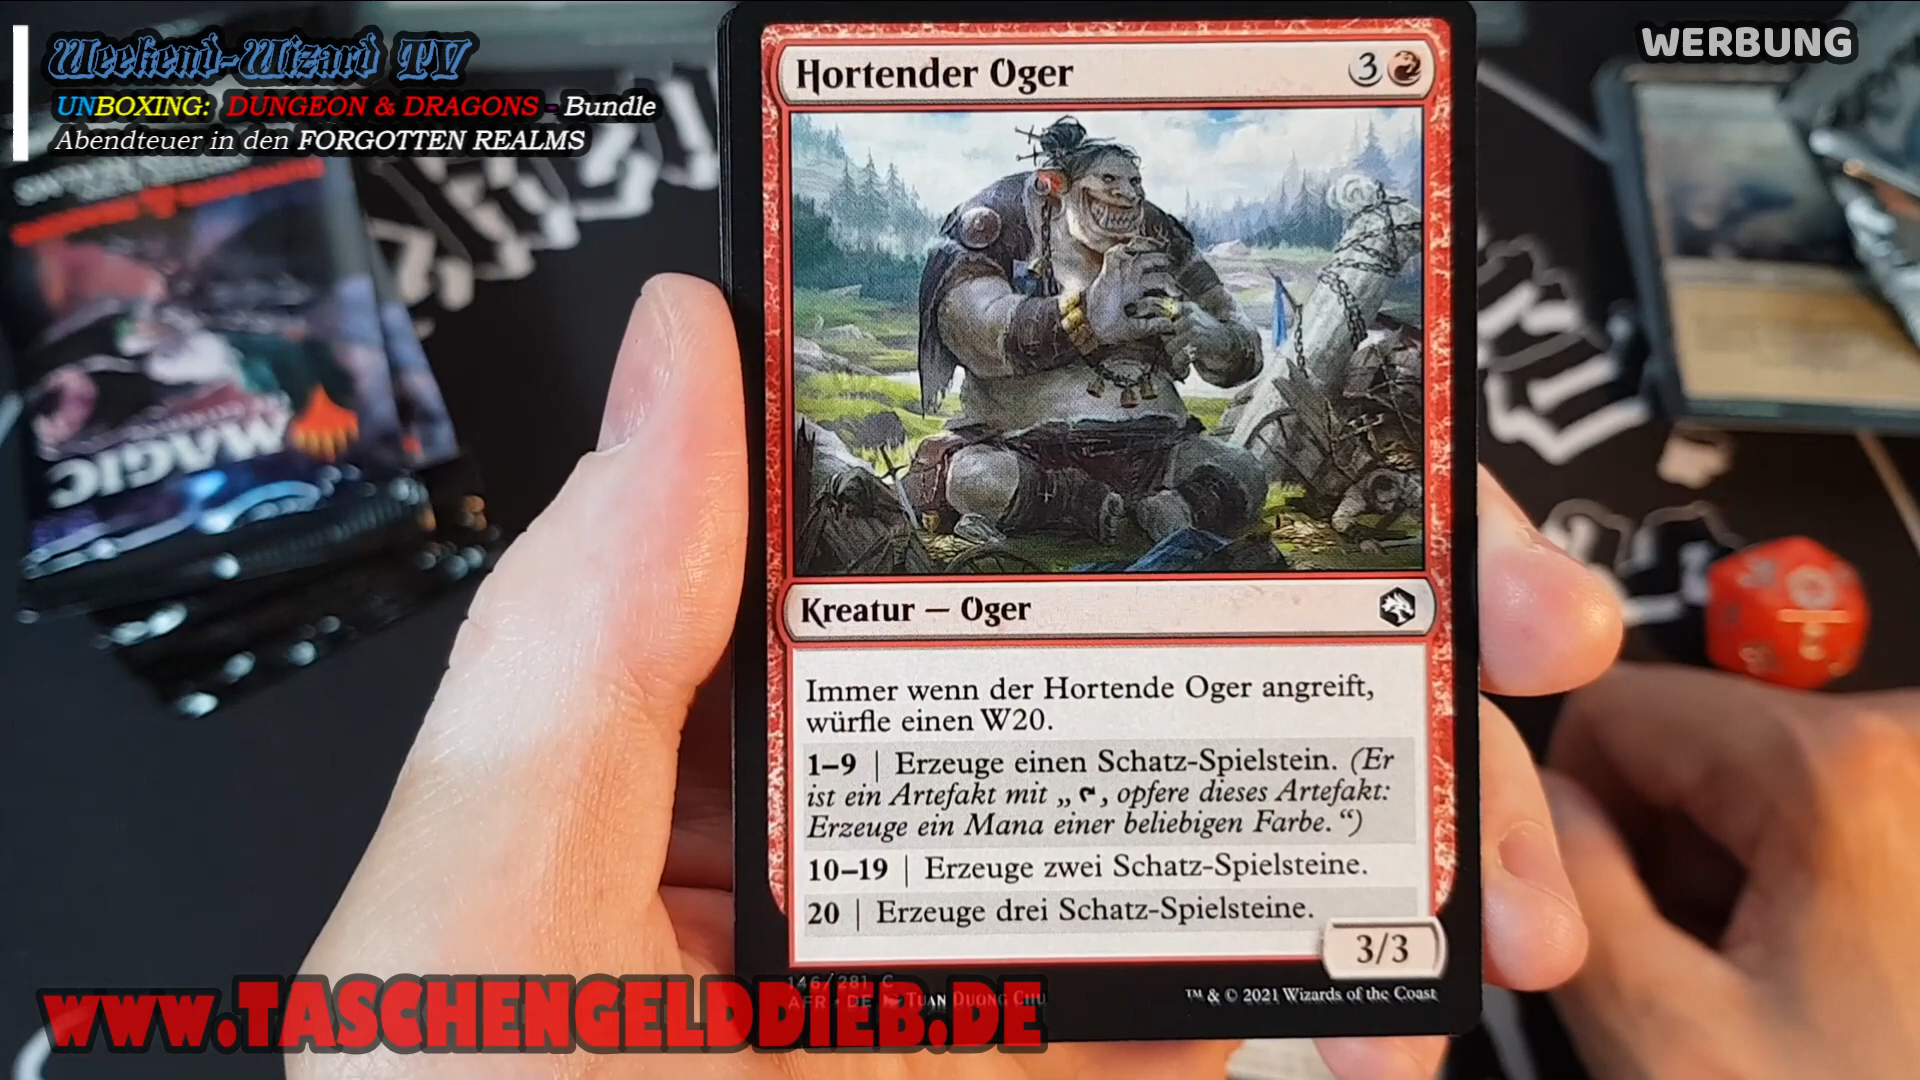 Weekend-Wizard TV
UNBOXING: DUNGEON & DRAGONS - Bundle
Abendteuer in den FORGOTTEN REALMS
WERBUNG
MAGIC
Hortender Oger
3
Kreatur — Oger
Immer wenn der Hortende Oger angreift,
würfle einen W20.
1–9 | Erzeuge einen Schatz-Spielstein. (Er
ist ein Artefakt mit „, opfere dieses Artefakt:
Erzeuge ein Mana einer beliebigen Farbe.“)
10–19 | Erzeuge zwei Schatz-Spielsteine.
20 | Erzeuge drei Schatz-Spielsteine.
3/3
146/281 C
AFR • DE TUAN DUONG CHU
™ & © 2021 Wizards of the Coast
www.TASCHENGELDDIEB.DE